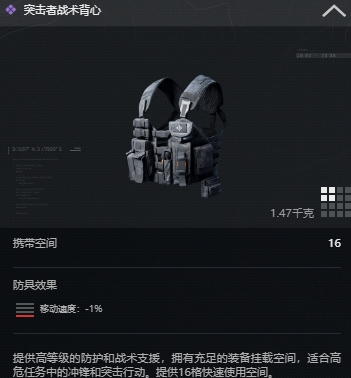 突击者战术背心
1.47千克
携带空间 16
防具效果
移动速度：-1%
提供高等级的防护和战术支援，拥有充足的装备挂载空间，适合高
危任务中的冲锋和突击行动。提供16格快速使用空间。